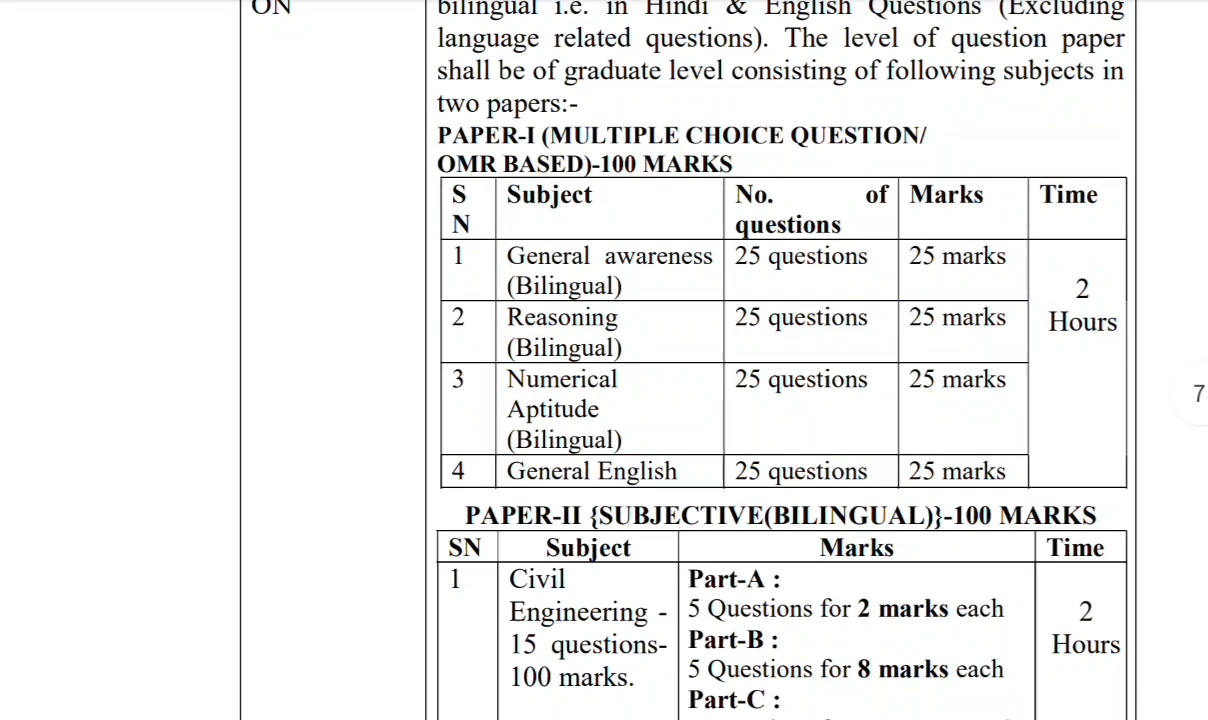 ON
bilingual i.e. in Hindi & English Questions (Excluding
language related questions). The level of question paper
shall be of graduate level consisting of following subjects in
two papers:-
PAPER-I (MULTIPLE CHOICE QUESTION/
OMR BASED)-100 MARKS
S N Subject No. of questions Marks Time
1 General awareness (Bilingual) 25 questions 25 marks
2 Hours
2 Reasoning (Bilingual) 25 questions 25 marks
3 Numerical Aptitude (Bilingual) 25 questions 25 marks
4 General English 25 questions 25 marks
7
PAPER-II {SUBJECTIVE(BILINGUAL)}-100 MARKS
SN Subject Marks Time
1 Civil
Engineering -
15 questions-
100 marks.
Part-A :
5 Questions for 2 marks each
Part-B :
5 Questions for 8 marks each
Part-C :
2
Hours